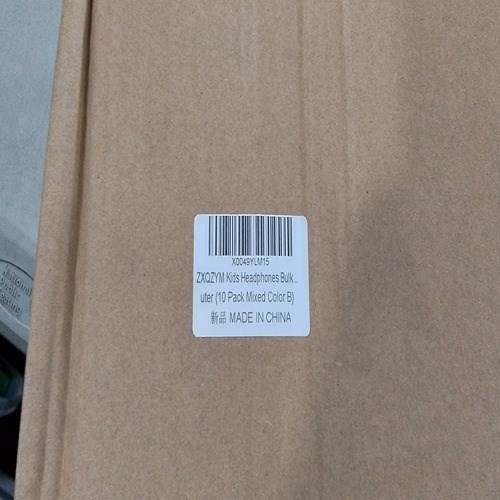 X0049YLM15
ZXQZYM Kids Headphones Bulk...
uter (10 Pack Mixed Color B)
新品 MADE IN CHINA